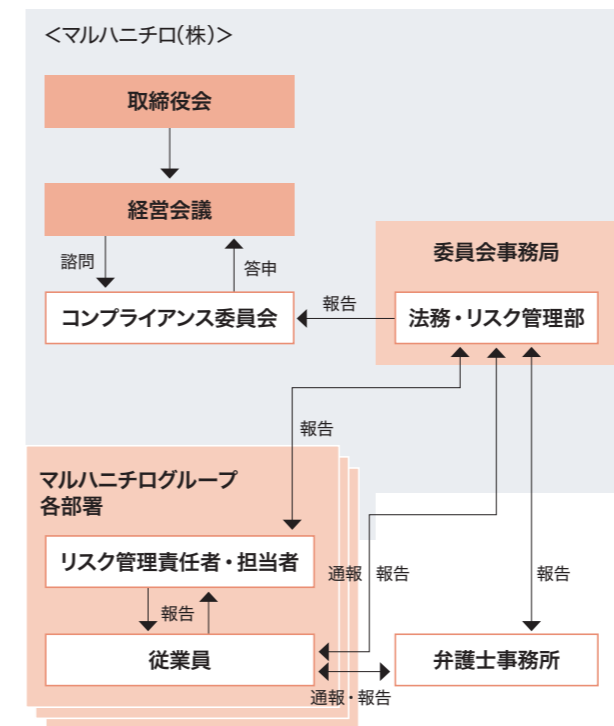 ＜マルハニチロ(株)＞
取締役会
経営会議
諮問
答申
コンプライアンス委員会
報告
委員会事務局
法務・リスク管理部
報告
マルハニチログループ
各部署
リスク管理責任者・担当者
報告
従業員
通報 報告
報告
弁護士事務所
通報・報告